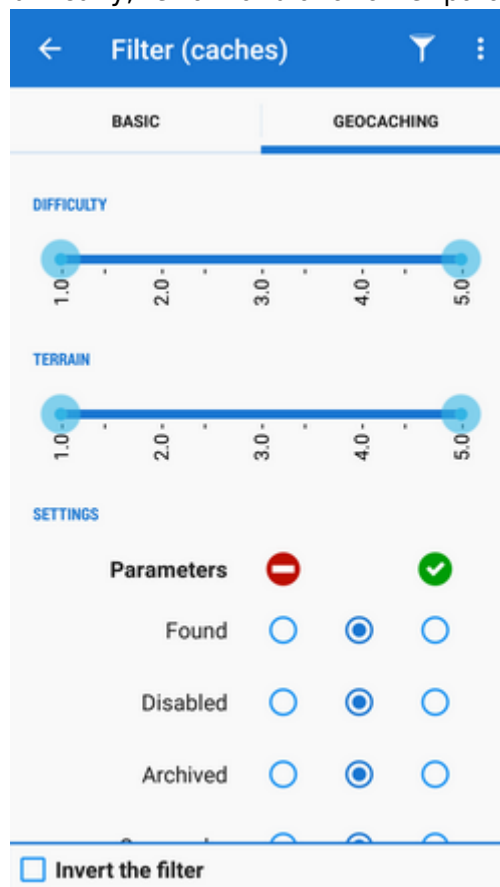 Filter (caches)
BASIC GEOCACHING
DIFFICULTY
1.0 2.0 3.0 4.0 5.0
TERRAIN
1.0 2.0 3.0 4.0 5.0
SETTINGS
Parameters
Found
Disabled
Archived
Invert the filter